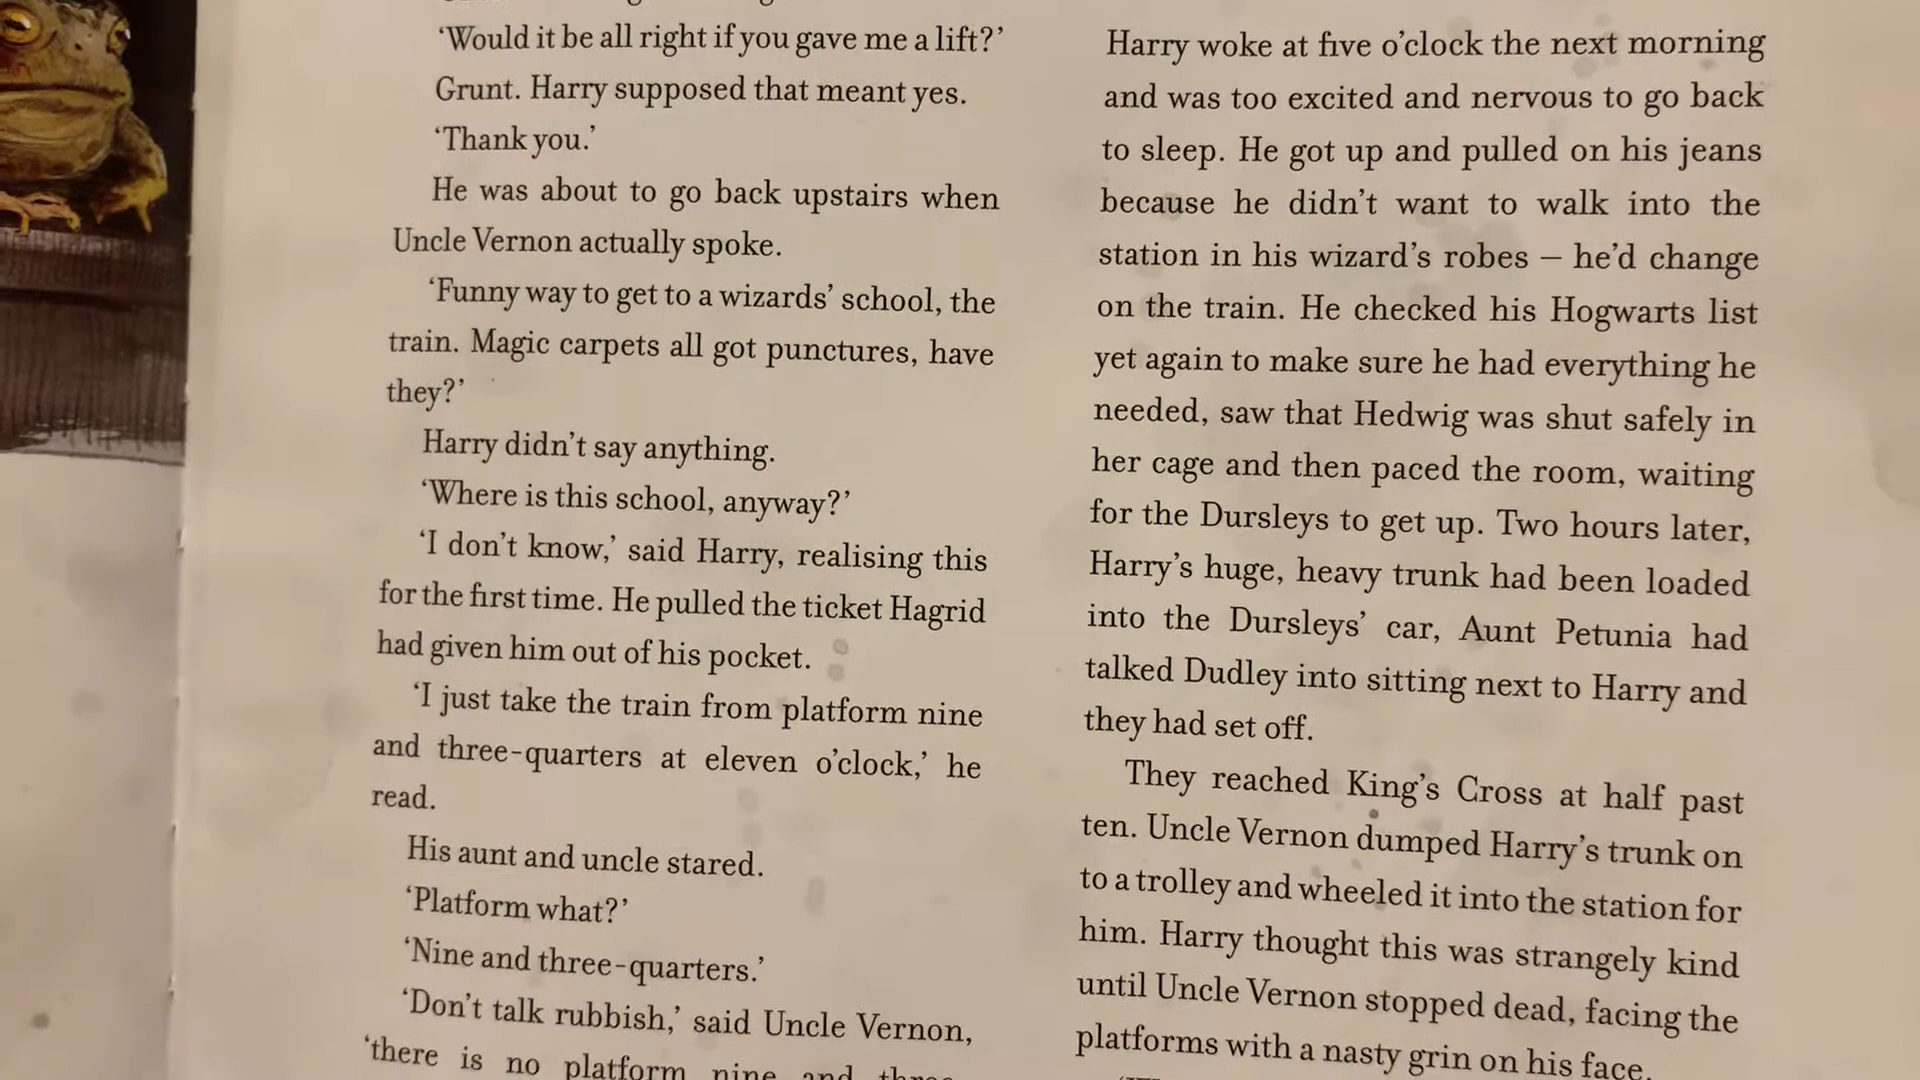 ‘Would it be all right if you gave me a lift?’
Grunt. Harry supposed that meant yes.
‘Thank you.’
He was about to go back upstairs when
Uncle Vernon actually spoke.
‘Funny way to get to a wizards’ school, the
train. Magic carpets all got punctures, have
they?’
Harry didn’t say anything.
‘Where is this school, anyway?’
‘I don’t know,’ said Harry, realising this
for the first time. He pulled the ticket Hagrid
had given him out of his pocket.
‘I just take the train from platform nine
and three-quarters at eleven o’clock,’ he
read.
His aunt and uncle stared.
‘Platform what?’
‘Nine and three-quarters.’
‘Don’t talk rubbish,’ said Uncle Vernon,
‘there is no platform nine and three-
Harry woke at five o’clock the next morning
and was too excited and nervous to go back
to sleep. He got up and pulled on his jeans
because he didn’t want to walk into the
station in his wizard’s robes – he’d change
on the train. He checked his Hogwarts list
yet again to make sure he had everything he
needed, saw that Hedwig was shut safely in
her cage and then paced the room, waiting
for the Dursleys to get up. Two hours later,
Harry’s huge, heavy trunk had been loaded
into the Dursleys’ car, Aunt Petunia had
talked Dudley into sitting next to Harry and
they had set off.
They reached King’s Cross at half past
ten. Uncle Vernon dumped Harry’s trunk on
to a trolley and wheeled it into the station for
him. Harry thought this was strangely kind
until Uncle Vernon stopped dead, facing the
platforms with a nasty grin on his face.